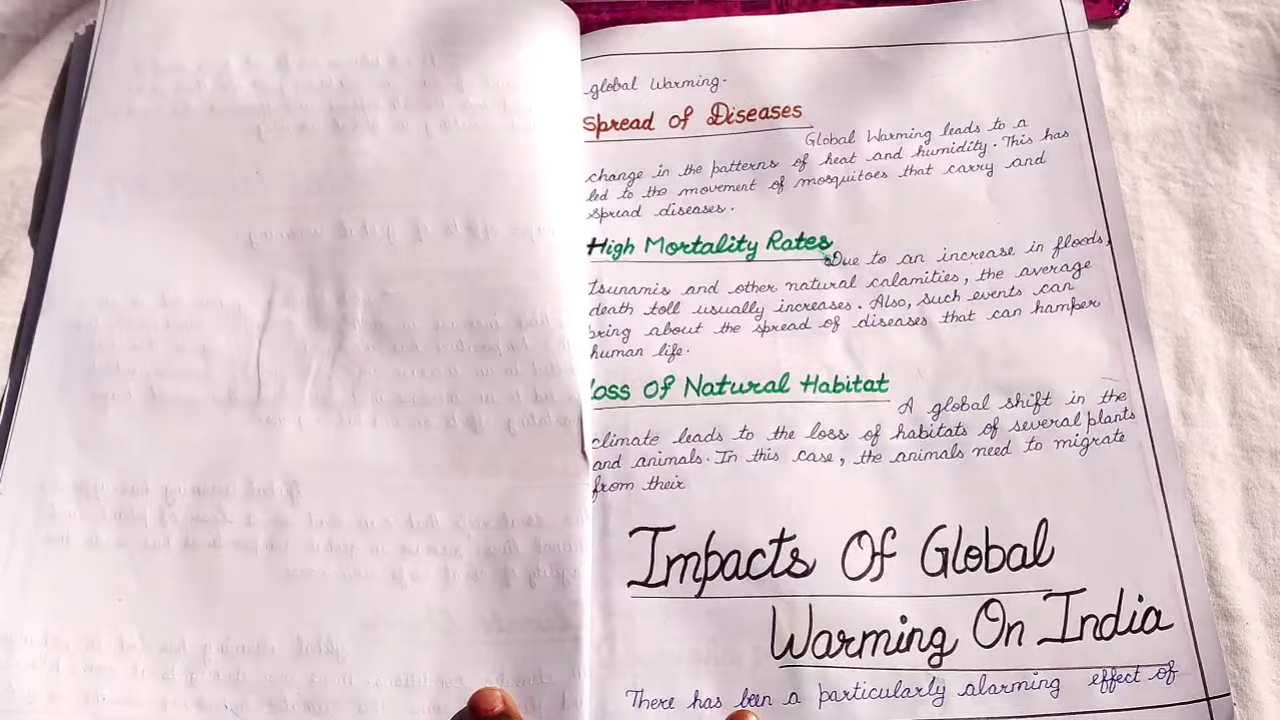 global Warming.
Spread of Diseases
Global Warming leads to a
change in the patterns of heat and humidity. This has
led to the movement of mosquitoes that carry and
spread diseases.
High Mortality Rates
Due to an increase in floods,
tsunamis and other natural calamities, the average
death toll usually increases. Also, such events can
bring about the spread of diseases that can hamper
human life.
Loss Of Natural Habitat
A global shift in the
climate leads to the loss of habitats of several plants
and animals. In this case, the animals need to migrate
from their
Impacts Of Global
Warming On India
There has been a particularly alarming effect of